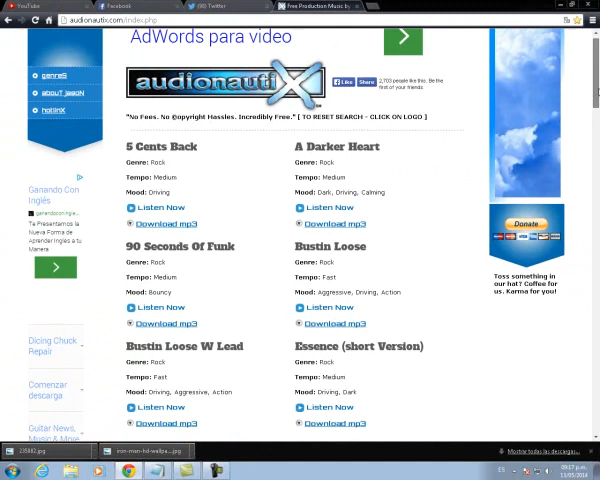 YouTube
Facebook
(98) Twitter
Free Production Music by
audionautix.com/index.php
AdWords para video
genreS
abouT jasoN
hotlinX
audionautiX
Like
Share
2,703 people like this. Be the
first of your friends.
"No Fees. No ©opyright Hassles. Incredibly Free." [ TO RESET SEARCH - CLICK ON LOGO ]
5 Cents Back
Genre: Rock
Tempo: Medium
Mood: Driving
Listen Now
Download mp3
A Darker Heart
Genre: Rock
Tempo: Medium
Mood: Dark, Driving, Calming
Listen Now
Download mp3
90 Seconds Of Funk
Genre: Rock
Tempo: Medium
Mood: Bouncy
Listen Now
Download mp3
Bustin Loose
Genre: Rock
Tempo: Fast
Mood: Aggressive, Driving, Action
Listen Now
Download mp3
Bustin Loose W Lead
Genre: Rock
Tempo: Fast
Mood: Driving, Aggressive, Action
Listen Now
Download mp3
Essence (short Version)
Genre: Rock
Tempo: Medium
Mood: Driving, Dark
Listen Now
Download mp3
Ganando Con
Inglés
ganandoconingle...
Te Presentamos la
Nueva Forma de
Aprender Ingles a tu
Manera
Dicing Chuck
Repair
Comenzar
descarga
Guitar News,
Music & More
Donate
Toss something in
our hat? Coffee for
us. Karma for you!
235882.jpg
iron-man-hd-wallpa....jpg
Mostrar todas las descargas...
ES
09:17 p.m.
13/05/2014